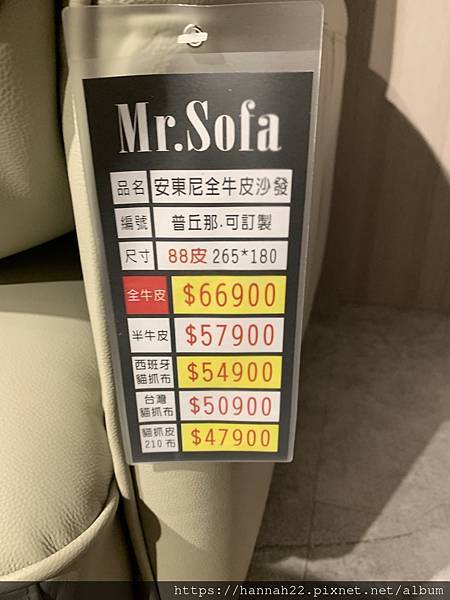 Mr.Sofa
品名 安東尼全牛皮沙發
編號 普丘那.可訂製
尺寸 88皮 265*180
全牛皮 $66900
半牛皮 $57900
西班牙
貓抓布 $54900
台灣
貓抓布 $50900
貓抓皮
210布 $47900
https://hannah22.pixnet.net/album